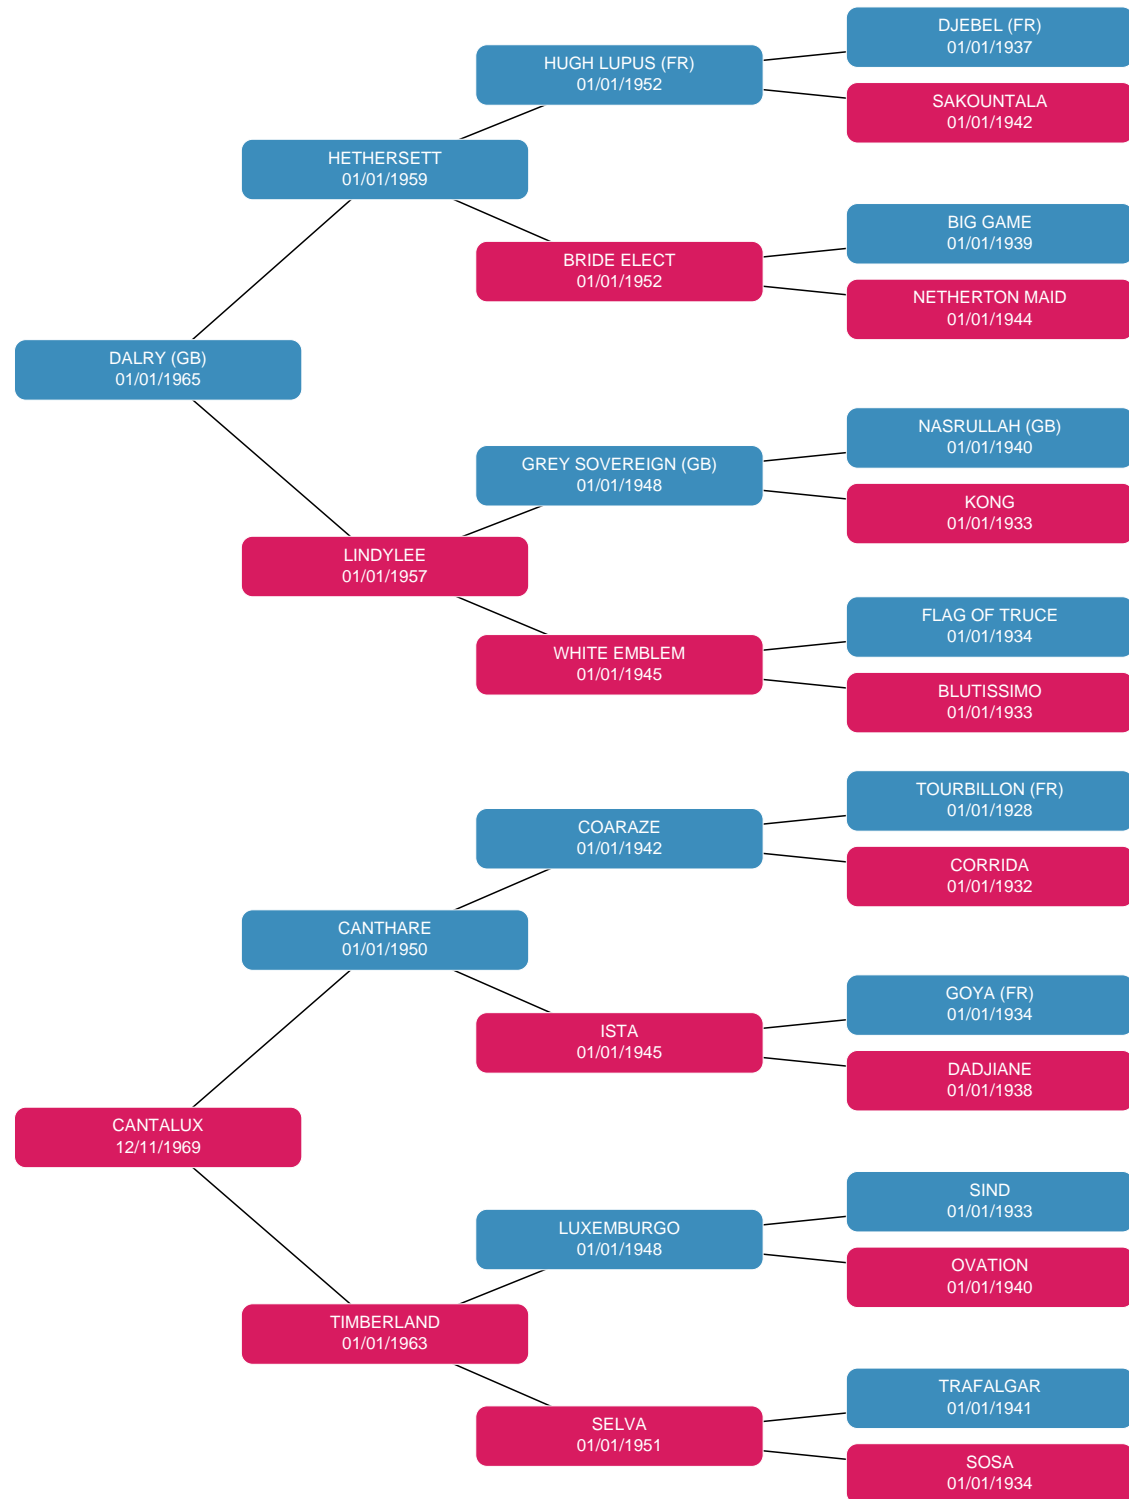 DJEBEL (FR)
01/01/1937
HUGH LUPUS (FR)
01/01/1952
SAKOUNTALA
01/01/1942
HETHERSETT
01/01/1959
BIG GAME
01/01/1939
BRIDE ELECT
01/01/1952
NETHERTON MAID
01/01/1944
DALRY (GB)
01/01/1965
NASRULLAH (GB)
01/01/1940
GREY SOVEREIGN (GB)
01/01/1948
KONG
01/01/1933
LINDYLEE
01/01/1957
FLAG OF TRUCE
01/01/1934
WHITE EMBLEM
01/01/1945
BLUTISSIMO
01/01/1933
TOURBILLON (FR)
01/01/1928
COARAZE
01/01/1942
CORRIDA
01/01/1932
CANTHARE
01/01/1950
GOYA (FR)
01/01/1934
ISTA
01/01/1945
DADJIANE
01/01/1938
CANTALUX
12/11/1969
SIND
01/01/1933
LUXEMBURGO
01/01/1948
OVATION
01/01/1940
TIMBERLAND
01/01/1963
TRAFALGAR
01/01/1941
SELVA
01/01/1951
SOSA
01/01/1934